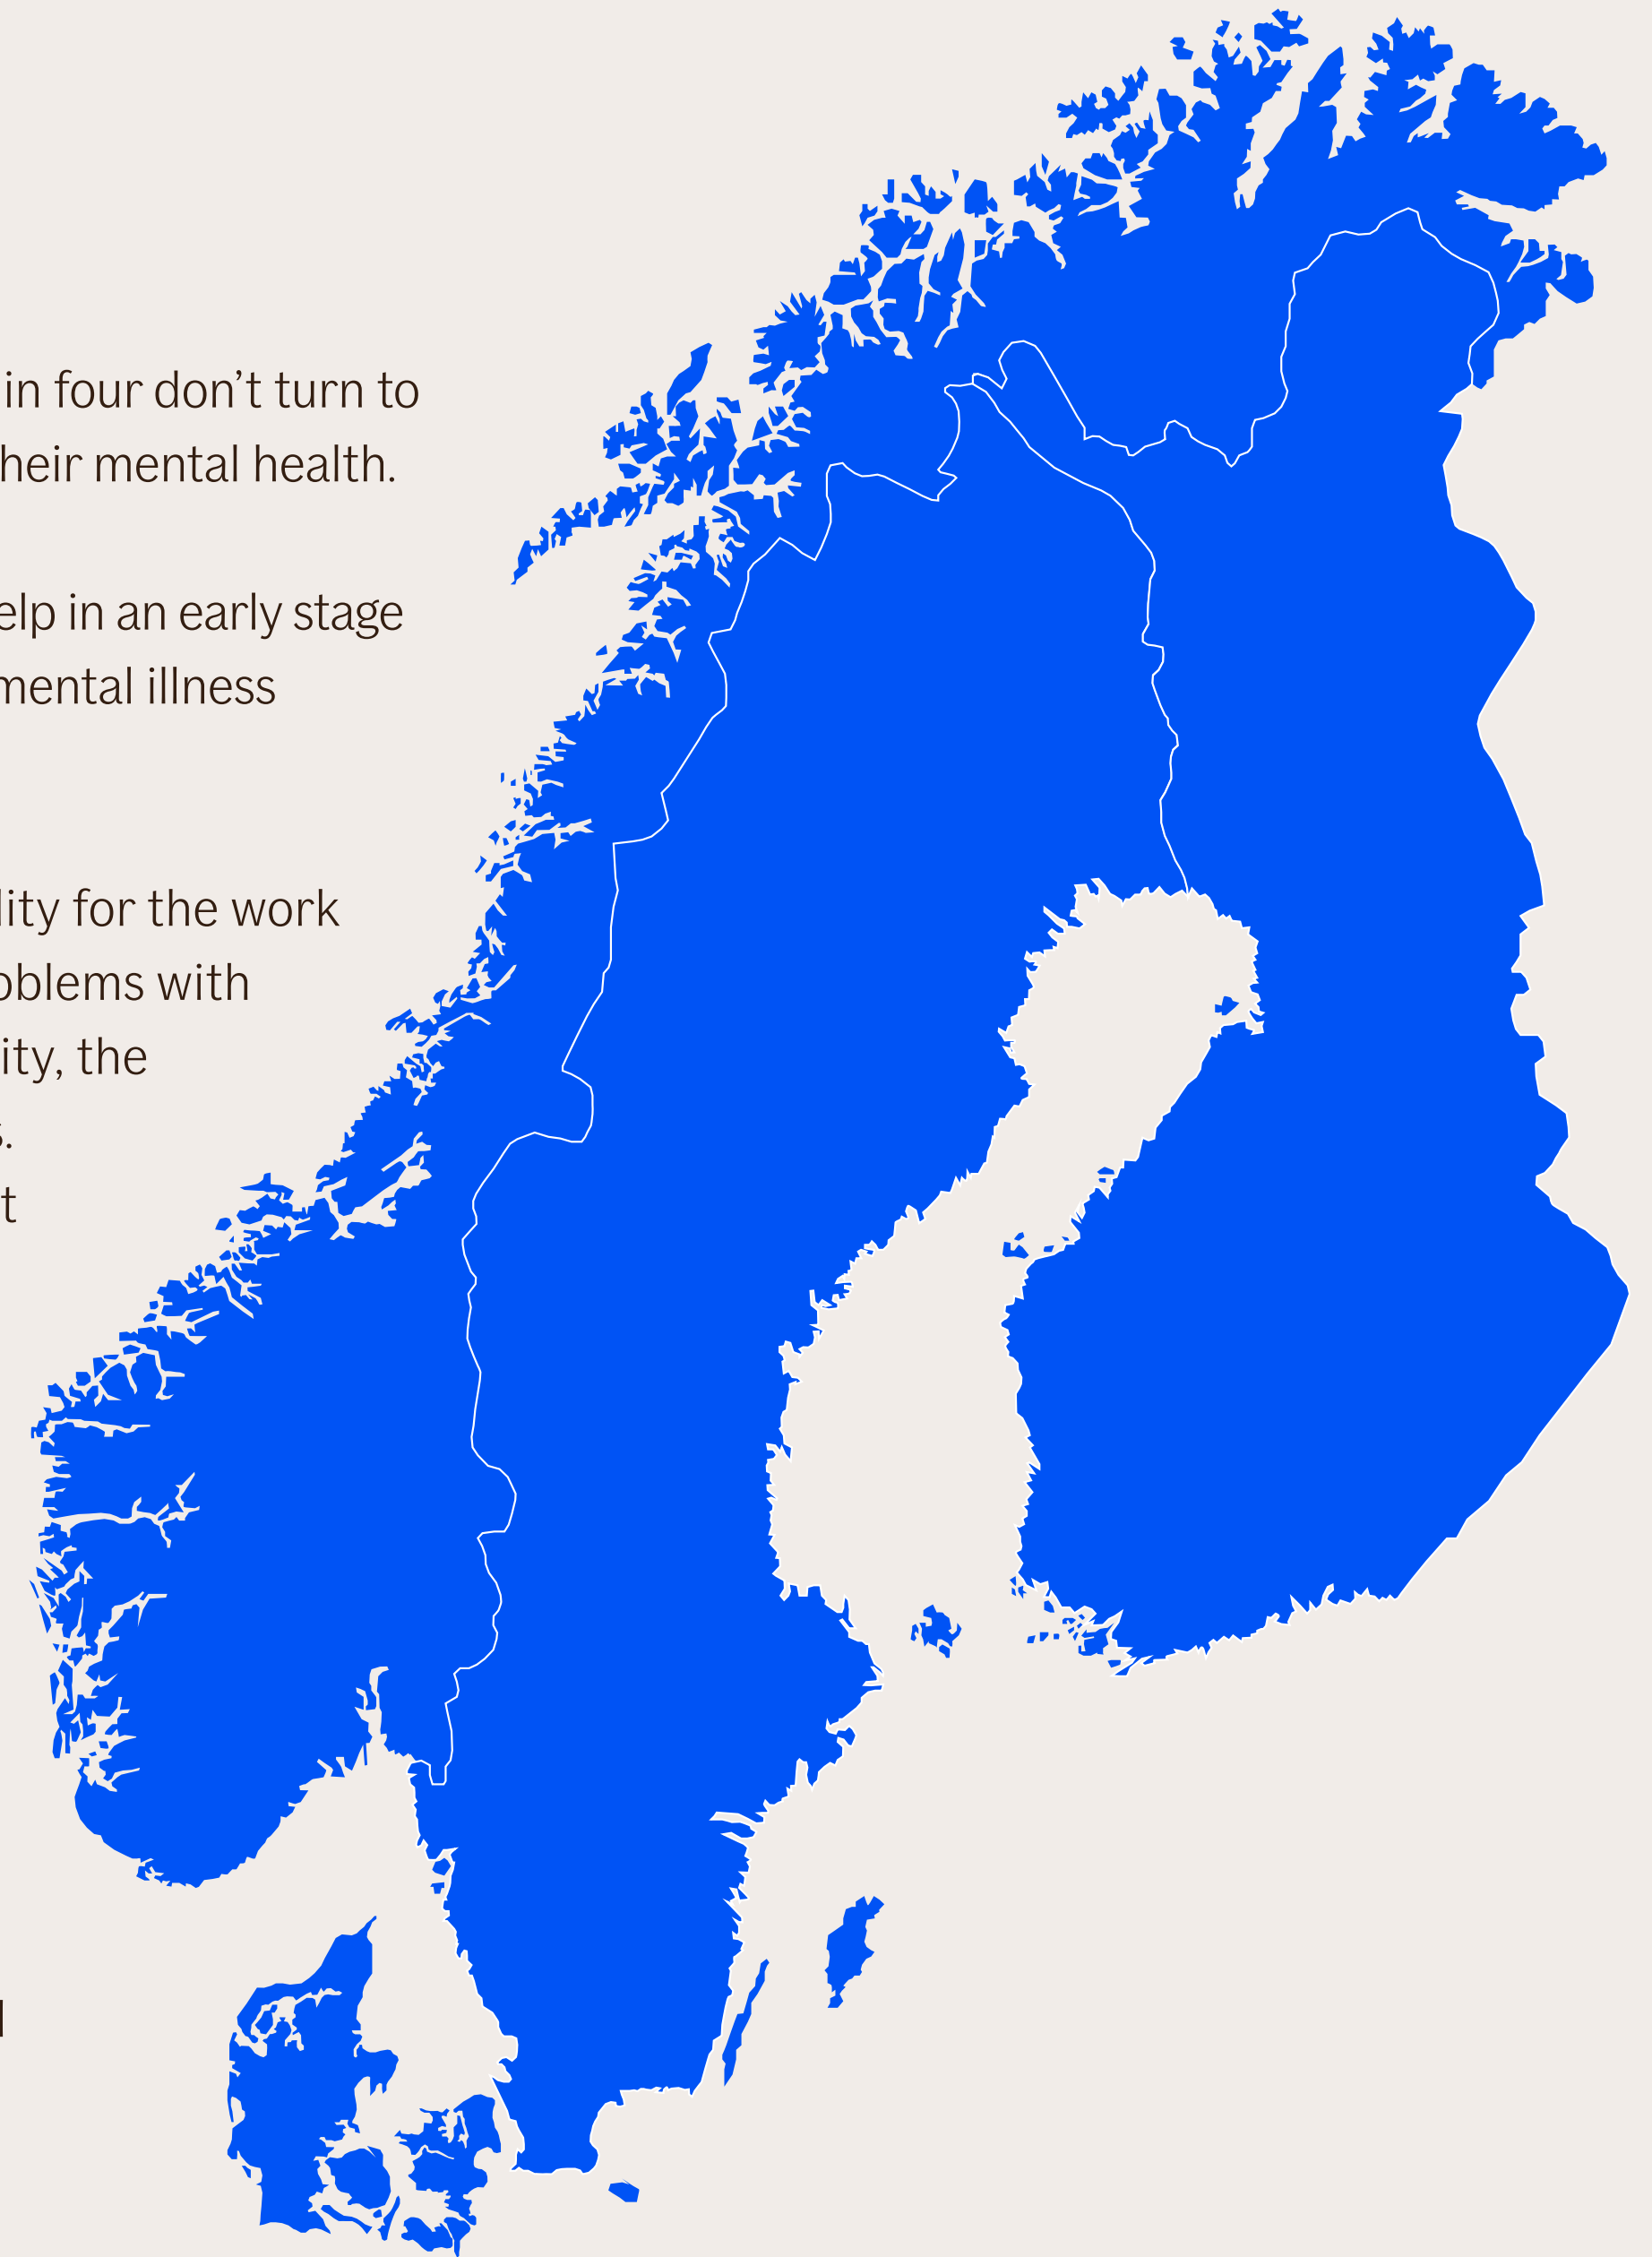 in four don’t turn to
heir mental health.
elp in an early stage
mental illness
lity for the work
oblems with
ity, the
s.
t